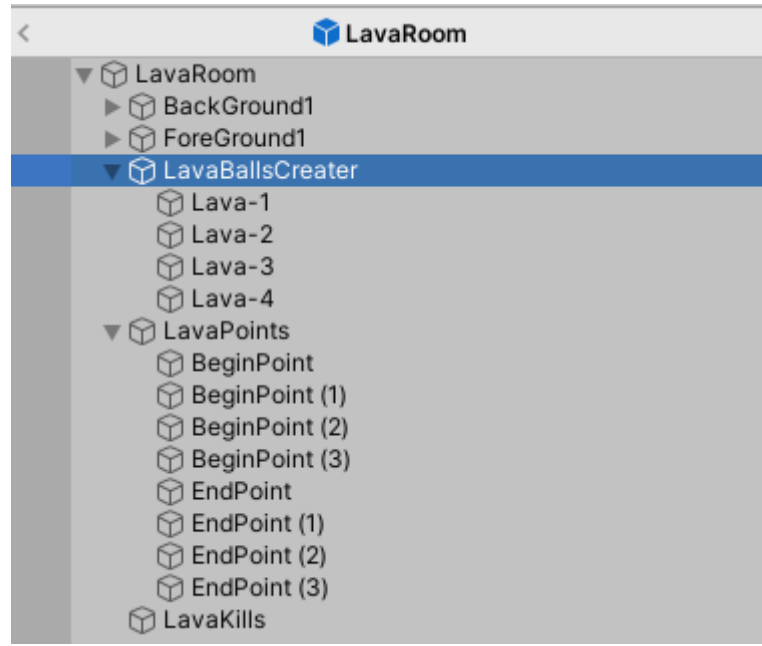 LavaRoom
LavaRoom
BackGround1
ForeGround1
LavaBallsCreater
Lava-1
Lava-2
Lava-3
Lava-4
LavaPoints
BeginPoint
BeginPoint (1)
BeginPoint (2)
BeginPoint (3)
EndPoint
EndPoint (1)
EndPoint (2)
EndPoint (3)
LavaKills